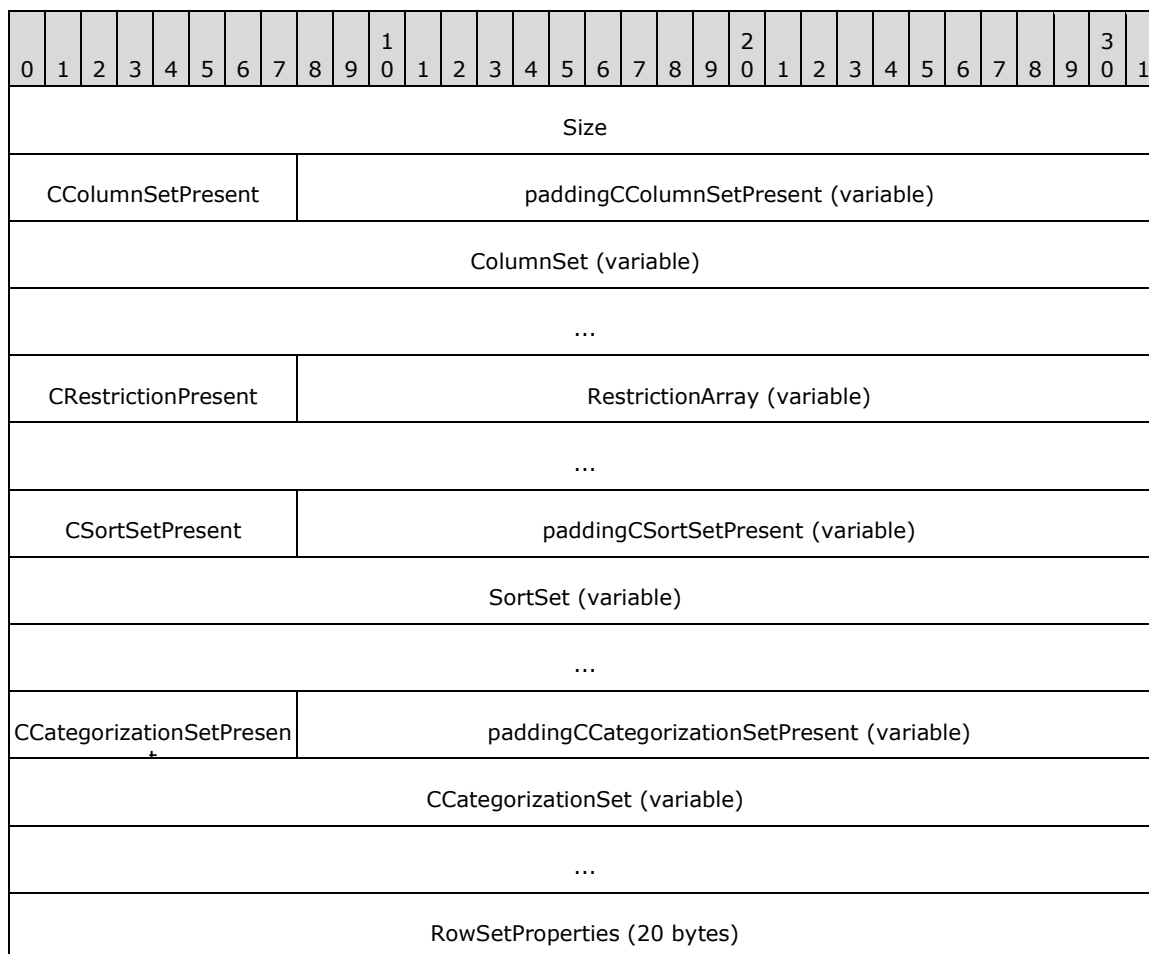 1 2 3
0 1 2 3 4 5 6 7 8 9 0 1 2 3 4 5 6 7 8 9 0 1 2 3 4 5 6 7 8 9 0 1
Size
CColumnSetPresent paddingCColumnSetPresent (variable)
ColumnSet (variable)
...
CRestrictionPresent RestrictionArray (variable)
...
CSortSetPresent paddingCSortSetPresent (variable)
SortSet (variable)
...
CCategorizationSetPresen paddingCCategorizationSetPresent (variable)
t
CCategorizationSet (variable)
...
RowSetProperties (20 bytes)